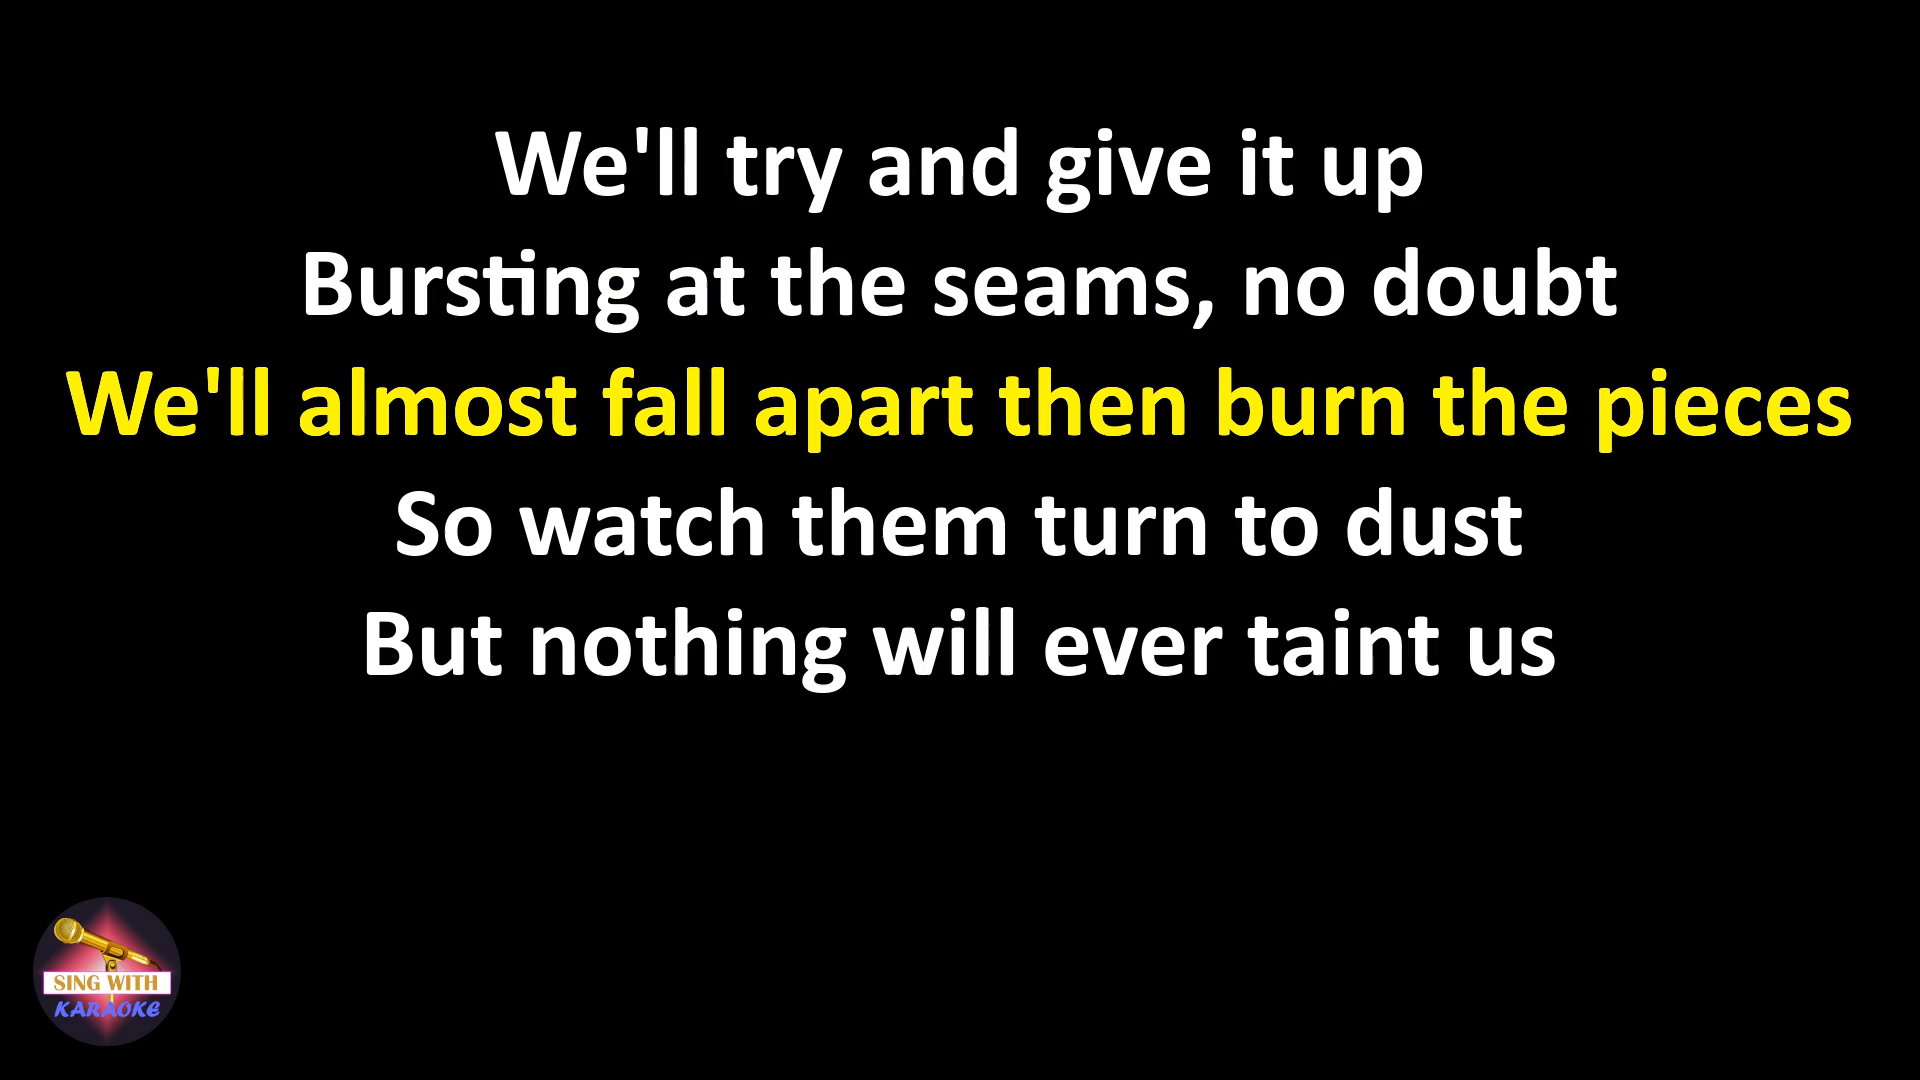 We'll try and give it up
Bursting at the seams, no doubt
We'll almost fall apart then burn the pieces
So watch them turn to dust
But nothing will ever taint us
SING WITH
KARAOKE